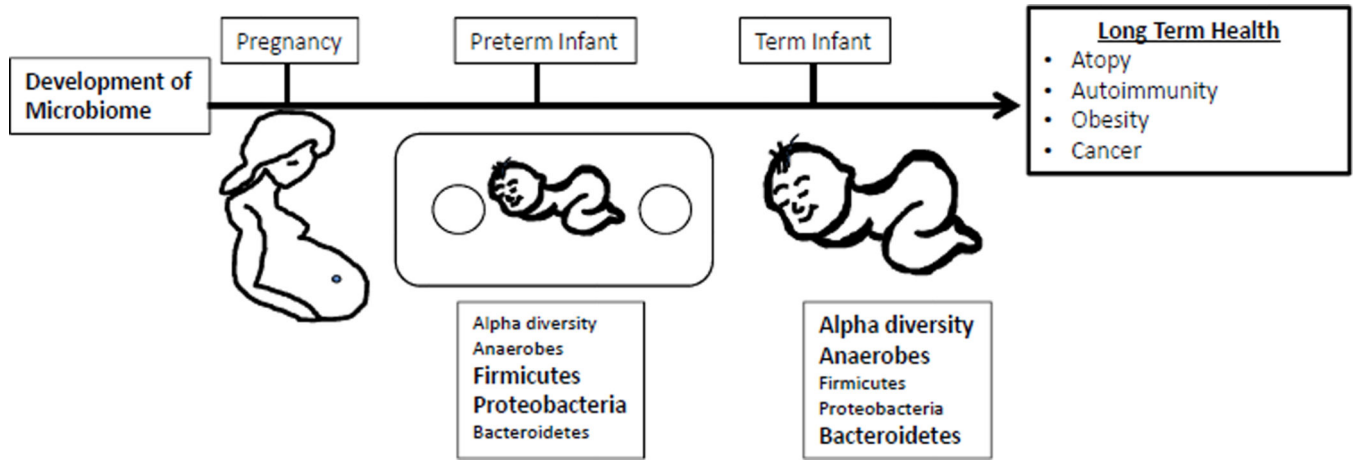 Development of
Microbiome
Pregnancy
Preterm Infant
Term Infant
Long Term Health
• Atopy
• Autoimmunity
• Obesity
• Cancer
Alpha diversity
Anaerobes
Firmicutes
Proteobacteria
Bacteroidetes
Alpha diversity
Anaerobes
Firmicutes
Proteobacteria
Bacteroidetes